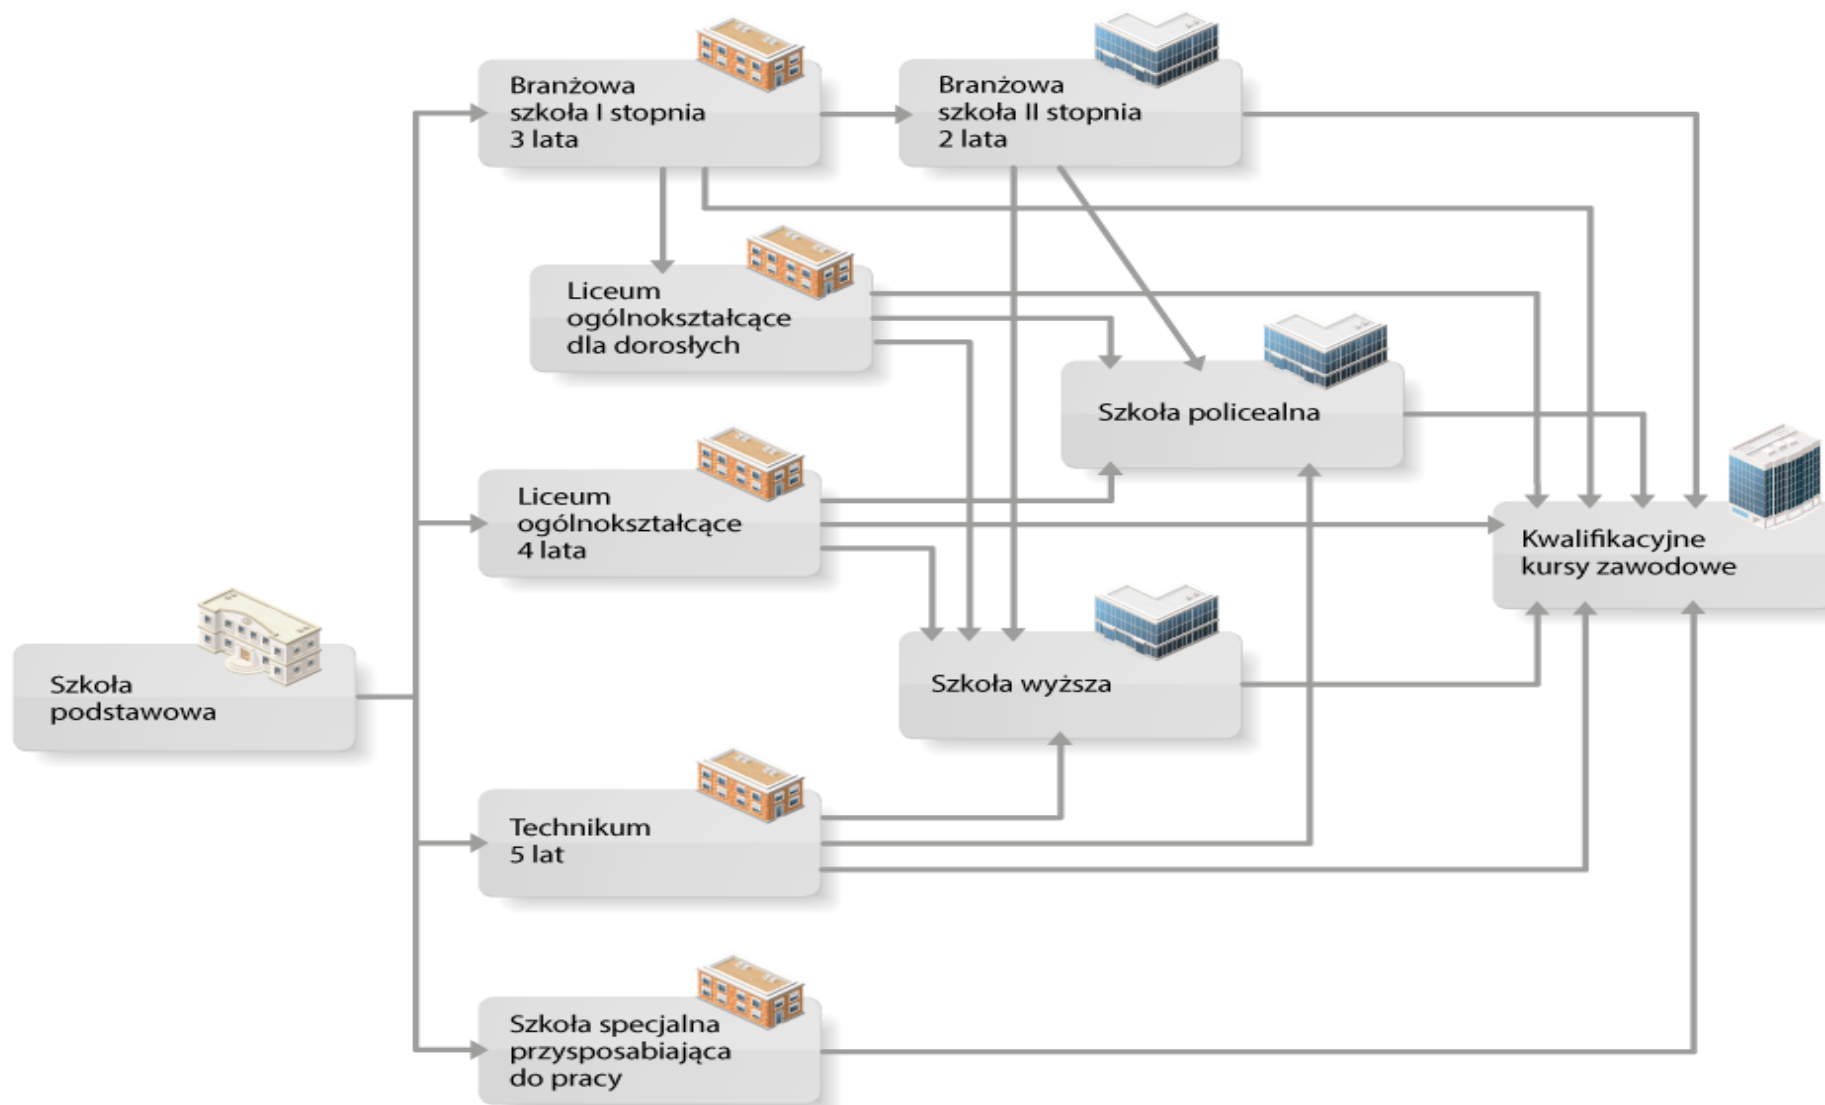 Branżowa
szkoła I stopnia
3 lata
Branżowa
szkoła II stopnia
2 lata
Liceum
ogólnokształcące
dla dorosłych
Szkoła policealna
Liceum
ogólnokształcące
4 lata
Kwalifikacyjne
kursy zawodowe
Szkoła
podstawowa
Szkoła wyższa
Technikum
5 lat
Szkoła specjalna
przysposabiająca
do pracy